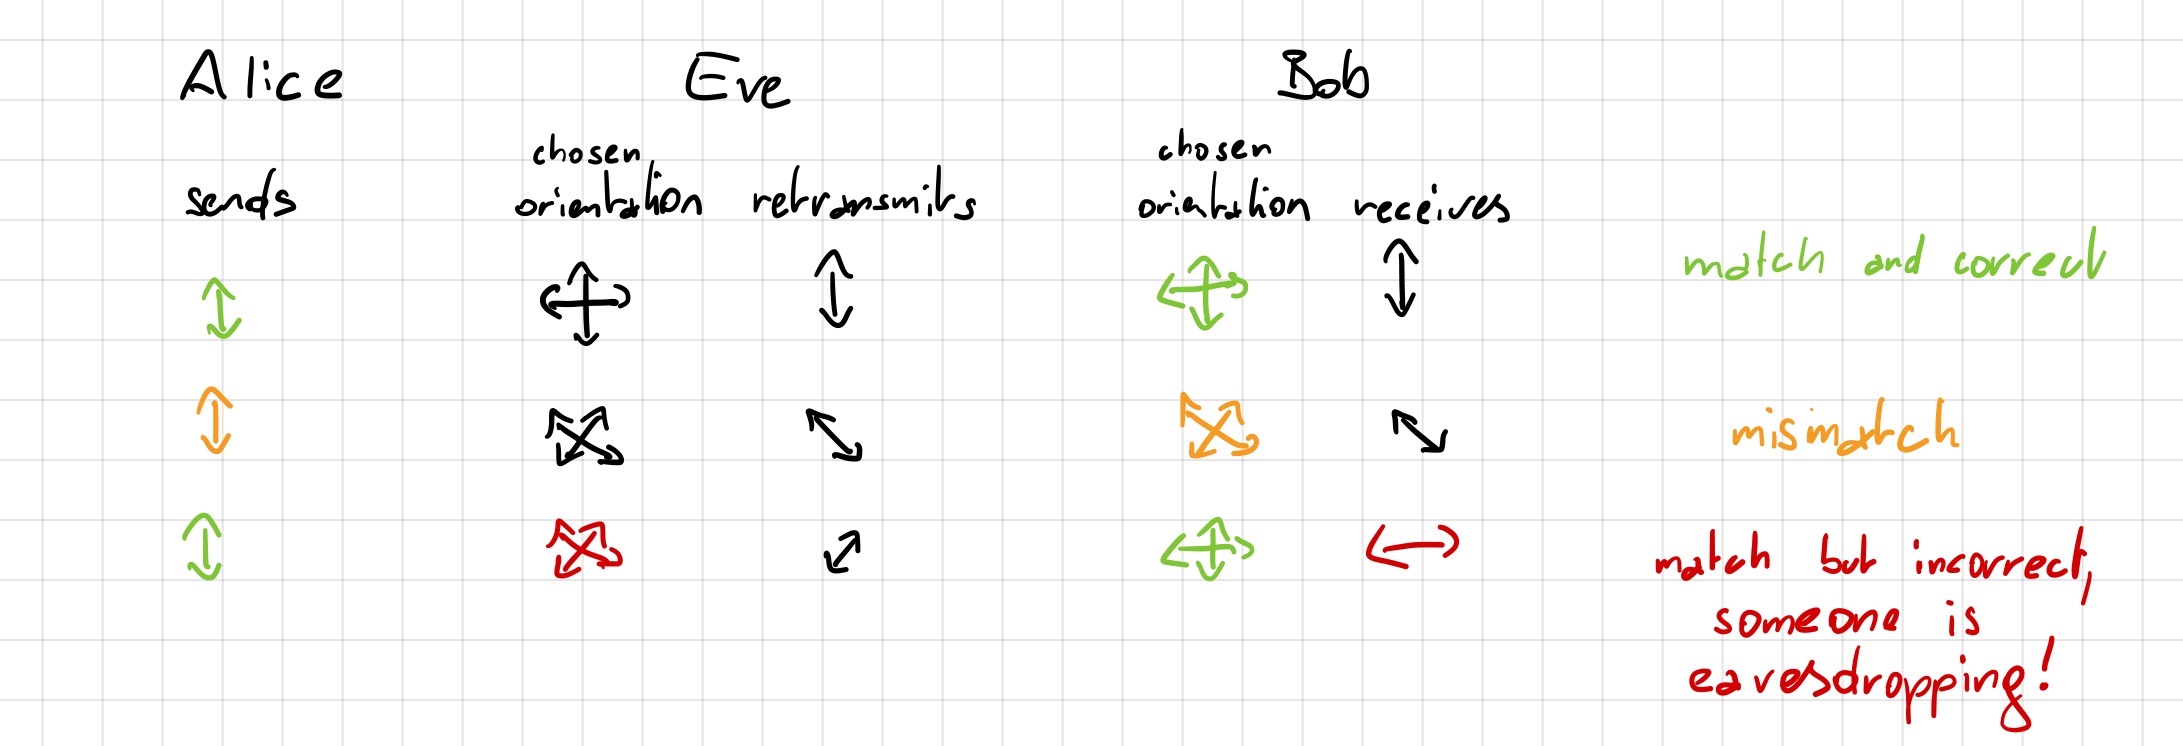 Alice Eve Bob
chosen chosen
sends orientation retransmits orientation receives
match and correct
mismatch
match but incorrect,
someone is
eavesdropping!